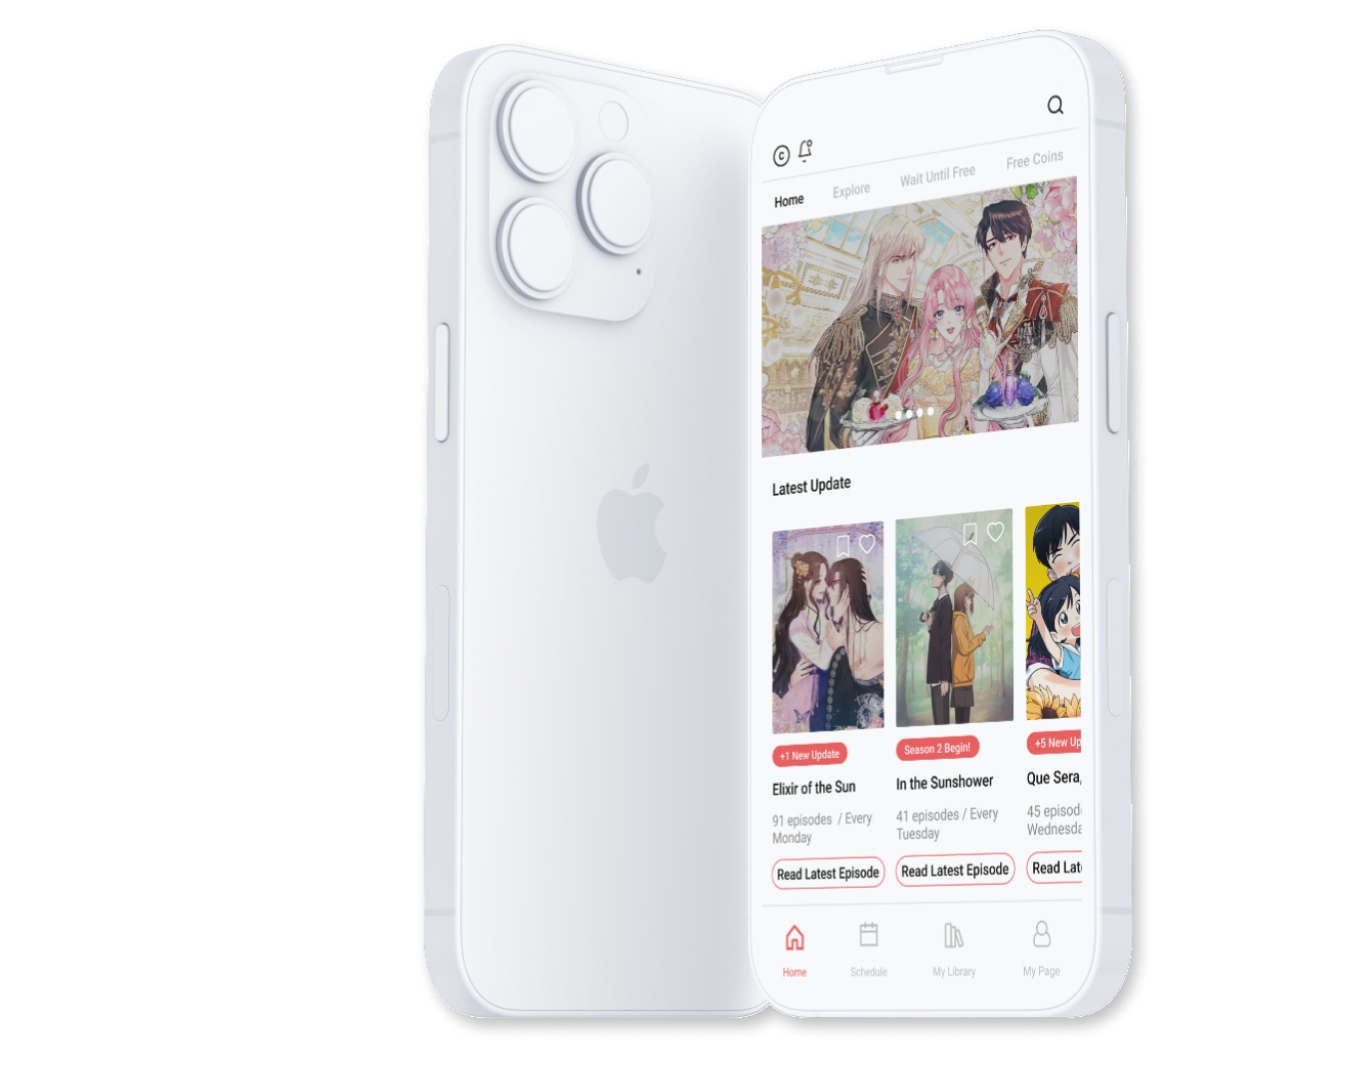 Home Explore Wait Until Free Free Coins
Latest Update
+1 New Update
Elixir of the Sun
91 episodes / Every
Monday
Read Latest Episode
Season 2 Begin!
In the Sunshower
41 episodes / Every
Tuesday
Read Latest Episode
+5 New Up
Que Sera,
45 episod
Wednesda
Read Lat
Home Schedule My Library My Page